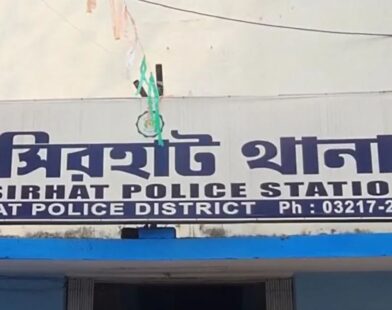 সিরহাট থানা
SIRHAT POLICE STATIO
AT POLICE DISTRICT Ph : 03217-2